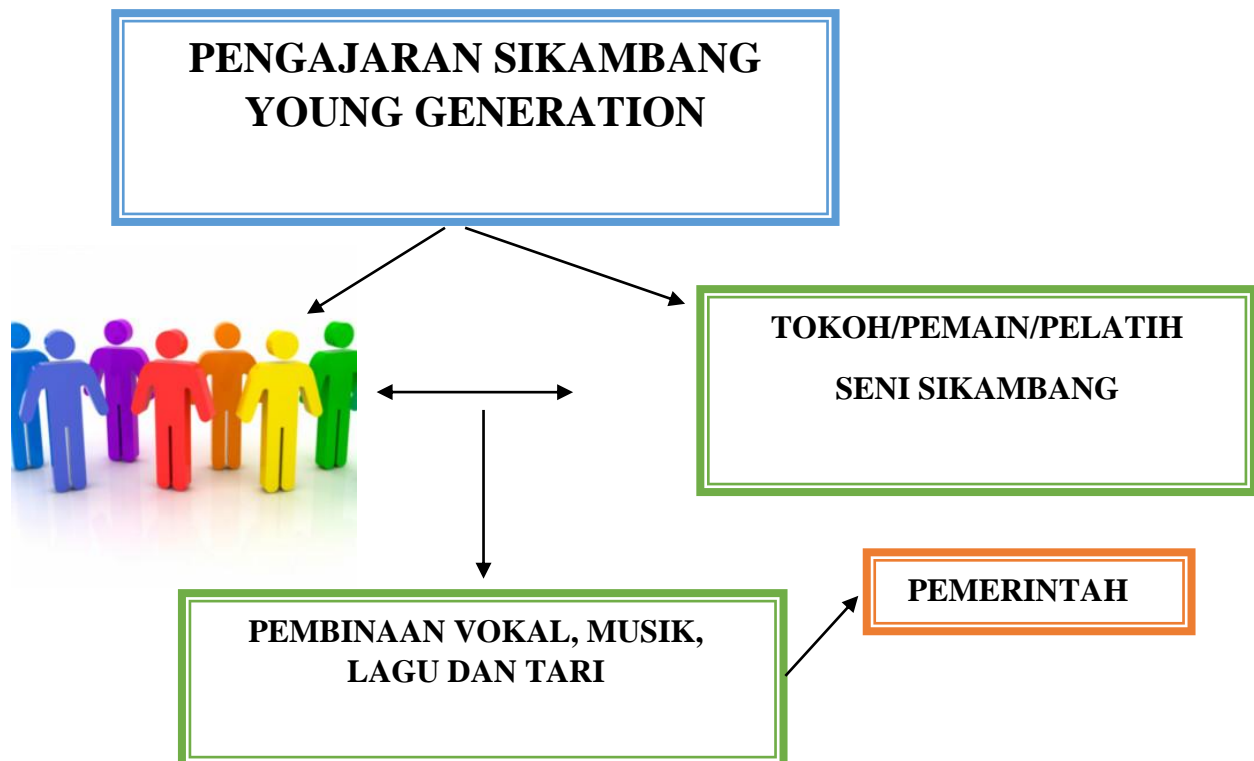 PENGAJARAN SIKAMBANG
YOUNG GENERATION
TOKOH/PEMAIN/PELATIH
SENI SIKAMBANG
PEMERINTAH
PEMBINAAN VOKAL, MUSIK,
LAGU DAN TARI